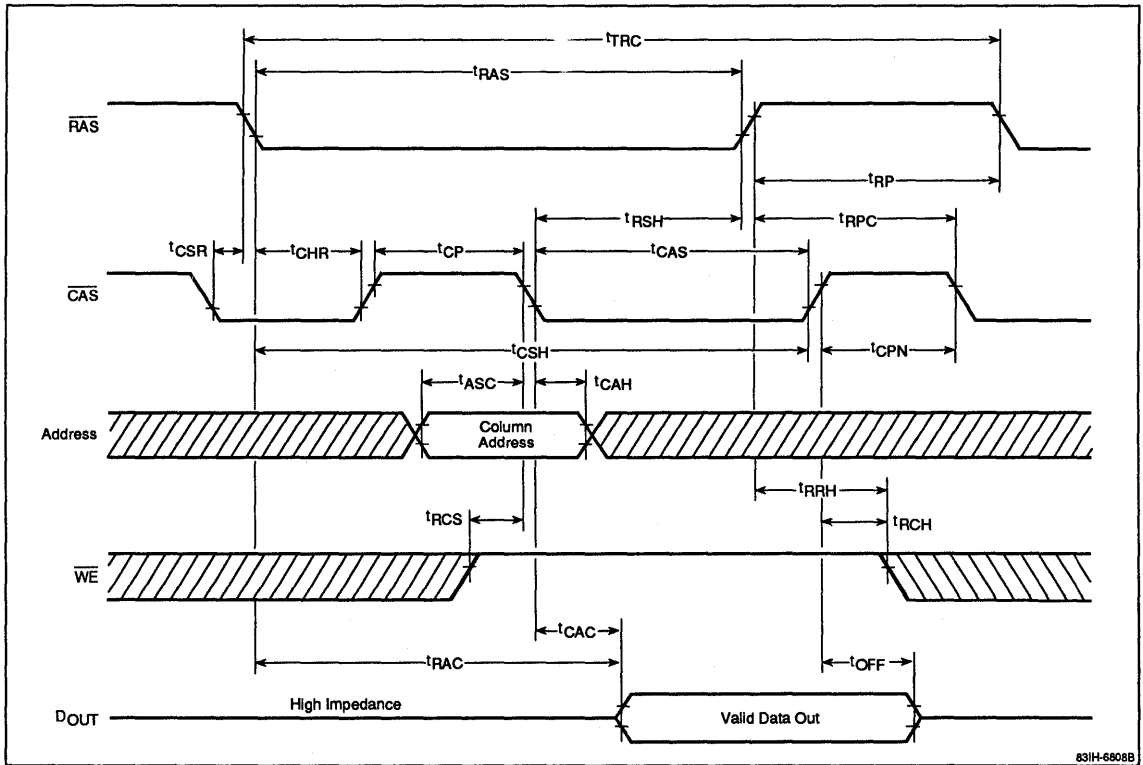 tTRC
tRAS
RAS
tRP
tRSH
tRPC
tCSR
tCHR
tCP
tCAS
CAS
tCSH
tCPN
tASC
tCAH
Address
Column
Address
tRRH
tRCS
tRCH
WE
tCAC
tRAC
tOFF
High Impedance
DOUT
Valid Data Out
83IH-6808B